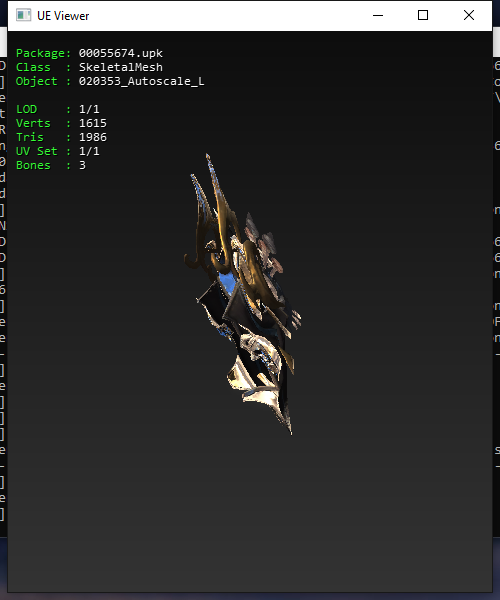 UE Viewer
Package: 00055674.upk
Class : SkeletalMesh
Object : 020353_Autoscale_L
LOD : 1/1
Verts : 1615
Tris : 1986
UV Set : 1/1
Bones : 3